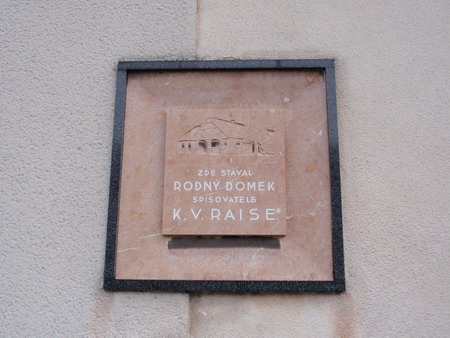 ZDE STÁVAL
RODNÝ DOMEK
SPISOVATELE
K. V. RAISE.